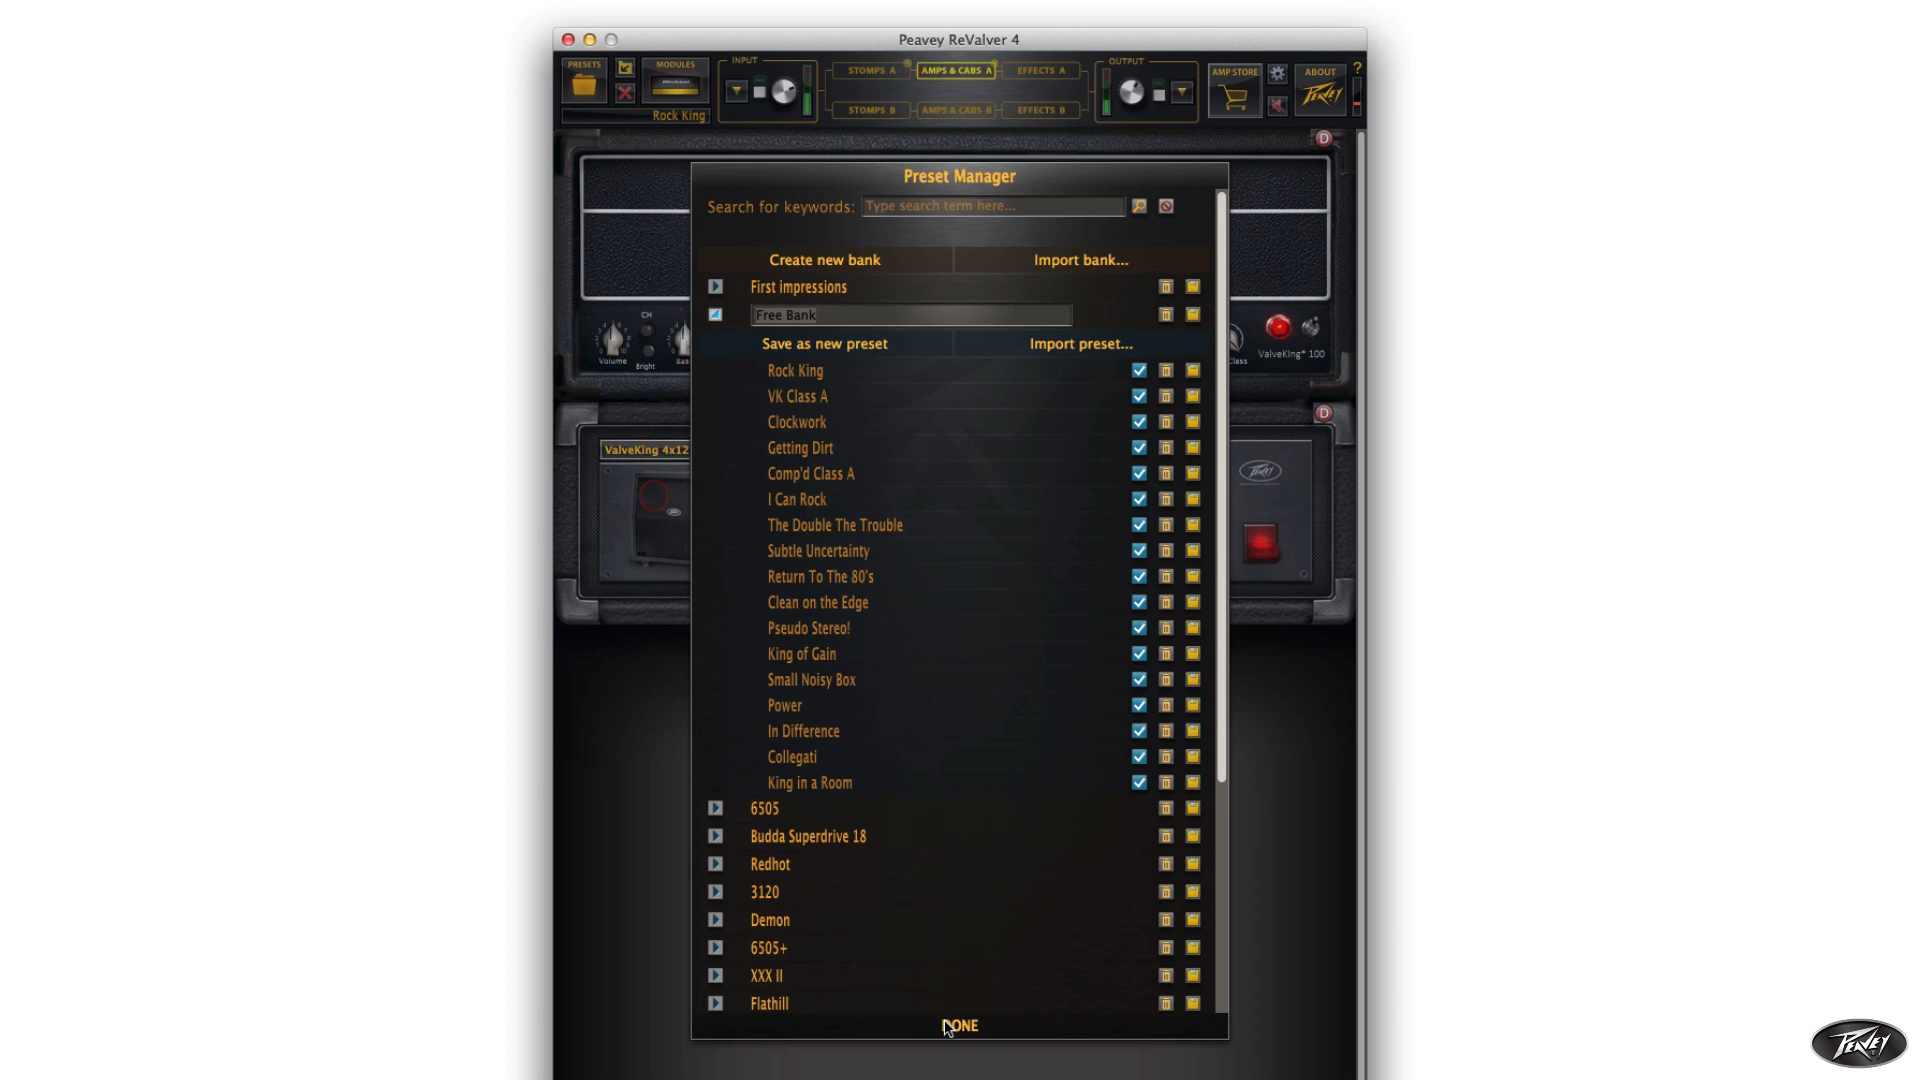 Peavey ReValver 4
PRESETS
MODULES
INPUT
STOMPS A
AMPS & CABS A
EFFECTS A
OUTPUT
AMP STORE
ABOUT
?
PEAVEY
STOMPS B
AMPS & CABS B
EFFECTS B
Rock King
D
Preset Manager
Search for keywords:
Type search term here...
Create new bank
Import bank...
First impressions
Free Bank
Save as new preset
Import preset...
CH
Volume
Bright
Bas
Class
ValveKing® 100
Rock King
VK Class A
D
Clockwork
Getting Dirt
ValveKing 4x12
Comp'd Class A
I Can Rock
The Double The Trouble
Subtle Uncertainty
Return To The 80's
Clean on the Edge
Pseudo Stereo!
King of Gain
Small Noisy Box
Power
In Difference
Collegati
King in a Room
6505
Budda Superdrive 18
Redhot
3120
Demon
6505+
XXX II
Flathill
DONE
PEAVEY